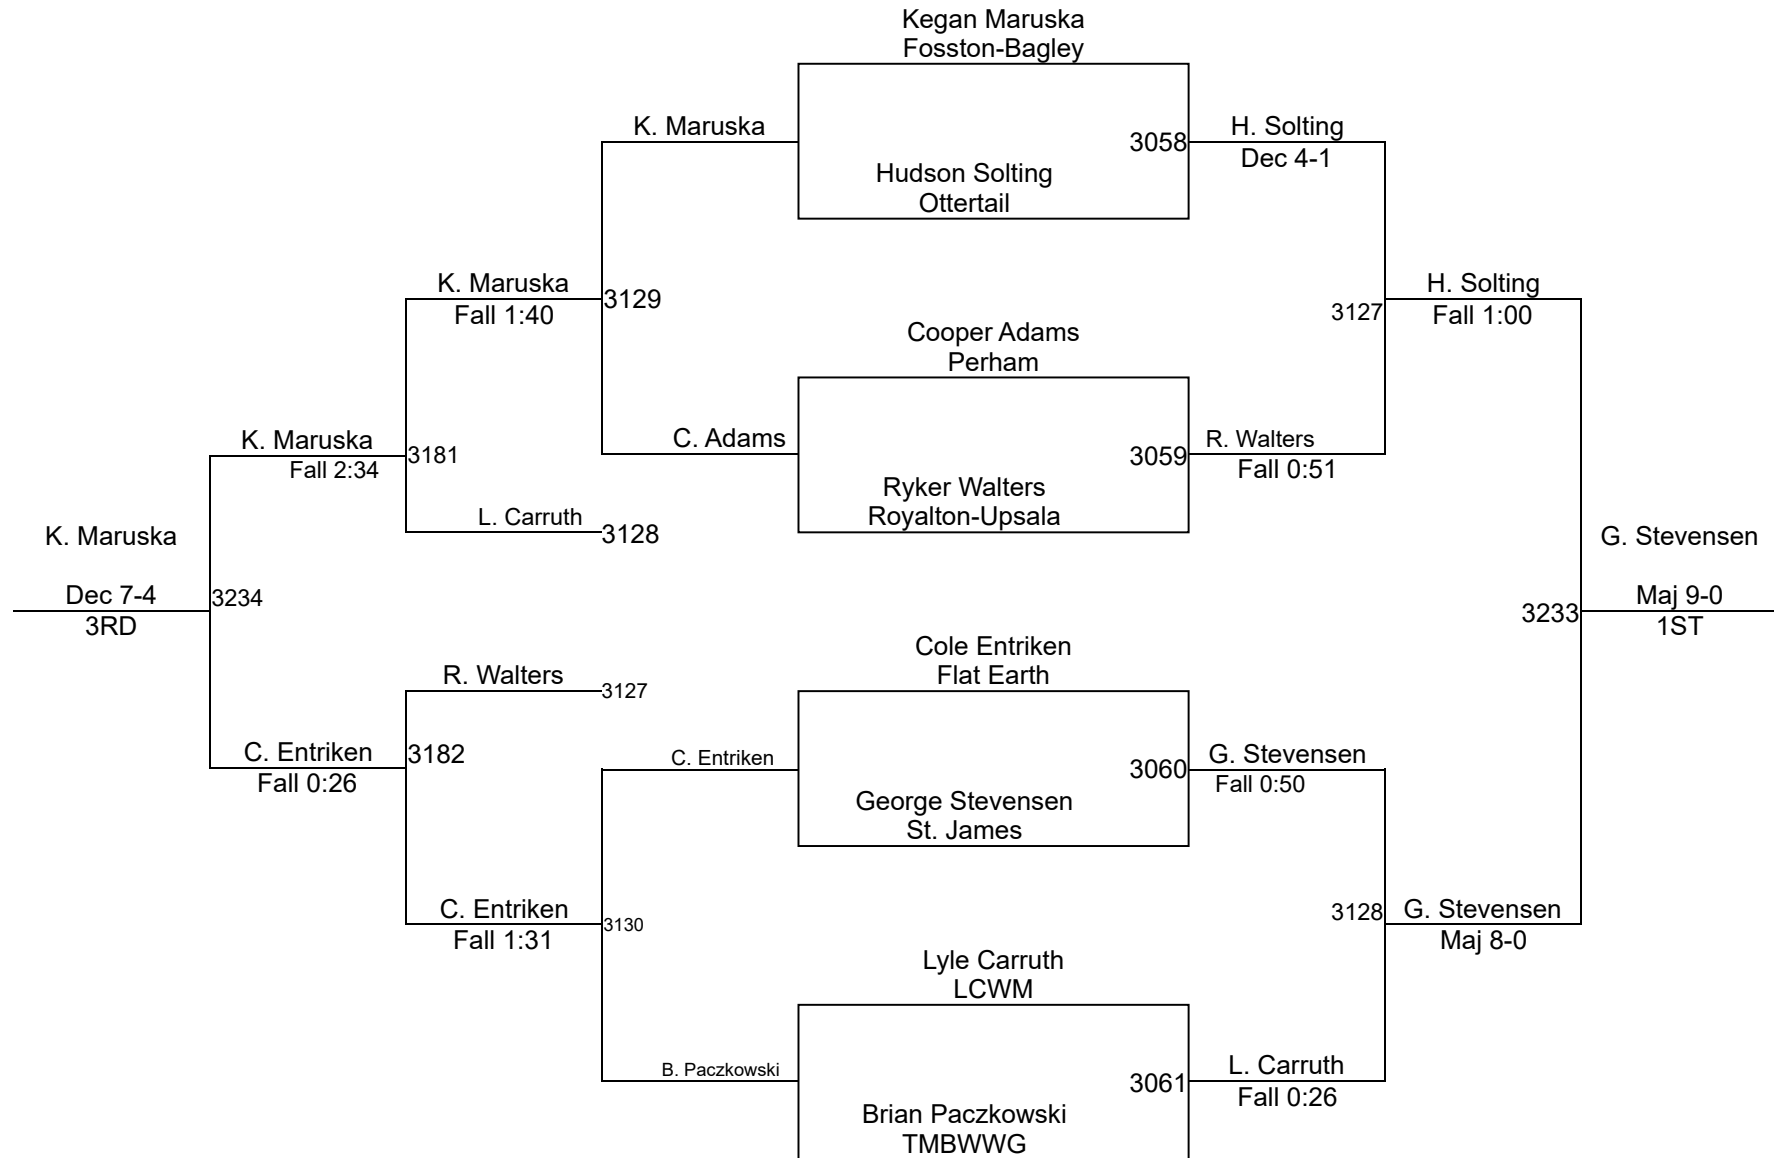 Kegan Maruska
Fosston-Bagley
K. Maruska
3058
H. Solting
Dec 4-1
Hudson Solting
Ottertail
K. Maruska
Fall 1:40
3129
3127
H. Solting
Fall 1:00
Cooper Adams
Perham
K. Maruska
Fall 2:34
3181
C. Adams
3059
R. Walters
Fall 0:51
Ryker Walters
Royalton-Upsala
L. Carruth
3128
K. Maruska
Dec 7-4
3RD
3234
G. Stevensen
3233
Maj 9-0
1ST
Cole Entriken
Flat Earth
R. Walters
3127
C. Entriken
Fall 0:26
3182
C. Entriken
3060
G. Stevensen
Fall 0:50
George Stevensen
St. James
C. Entriken
Fall 1:31
3130
3128
G. Stevensen
Maj 8-0
Lyle Carruth
LCWM
B. Paczkowski
3061
L. Carruth
Fall 0:26
Brian Paczkowski
TMBWWG